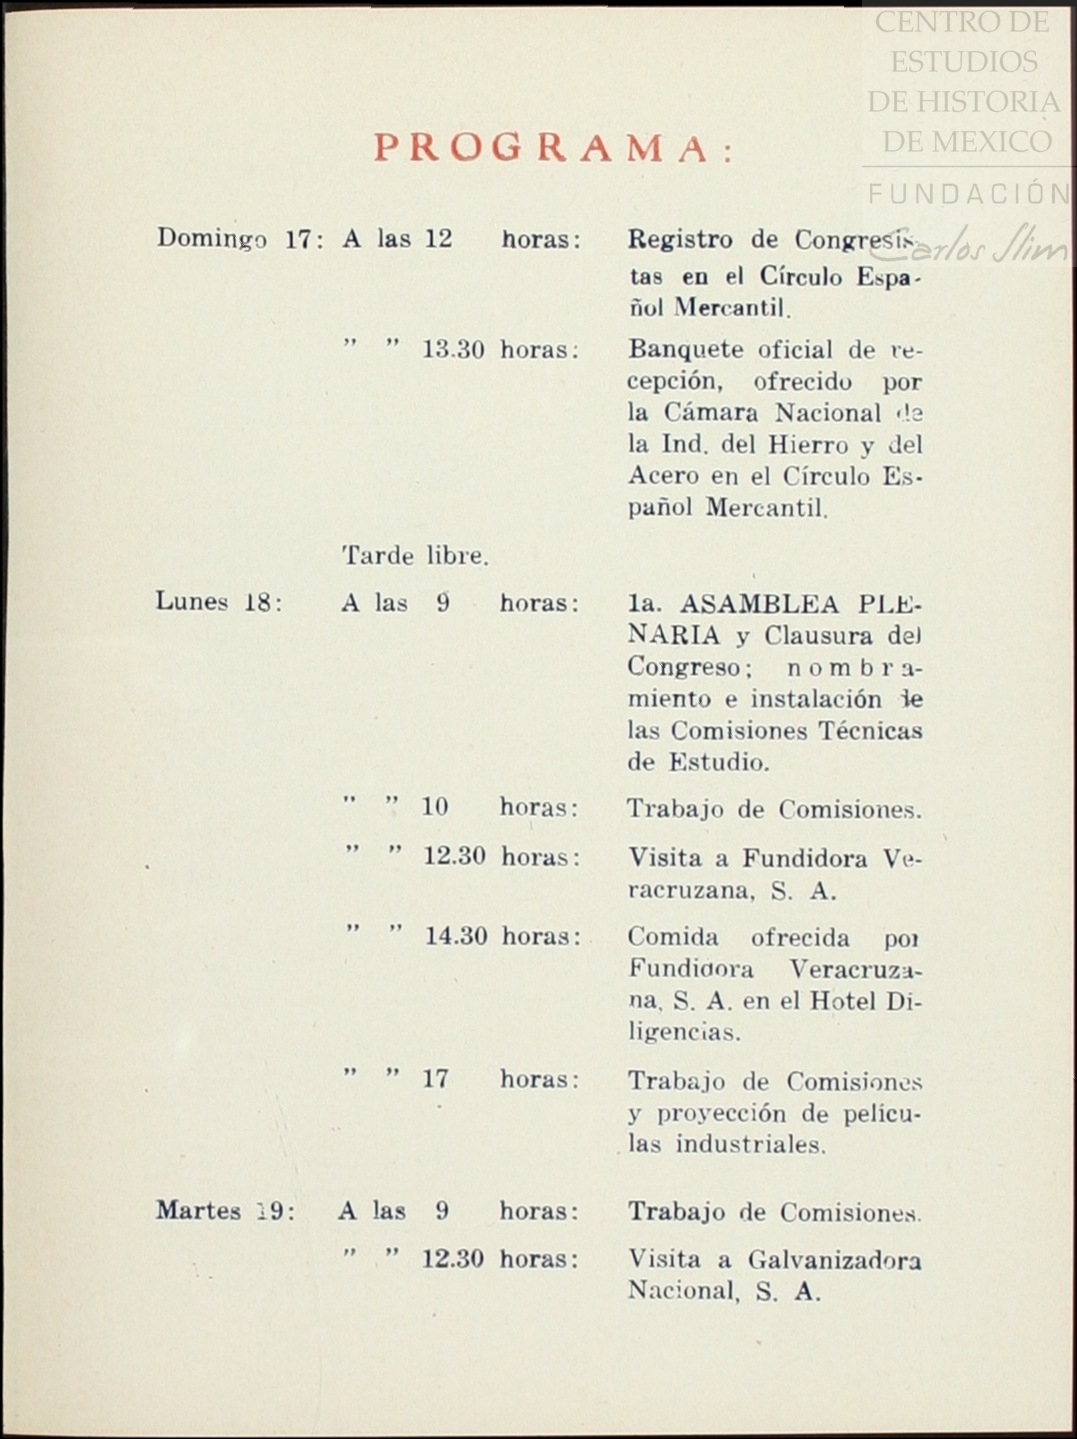 CENTRO DE
ESTUDIOS
DE HISTORIA
DE MEXICO
FUNDACIÓN
Carlos Slim
PROGRAMA:
Domingo 17: A las 12 horas: Registro de Congresis-
tas en el Círculo Espa-
ñol Mercantil.
” ” 13.30 horas: Banquete oficial de re-
cepción, ofrecido por
la Cámara Nacional de
la Ind. del Hierro y del
Acero en el Círculo Es-
pañol Mercantil.
Tarde libre.
Lunes 18: A las 9 horas: 1a. ASAMBLEA PLE-
NARIA y Clausura del
Congreso; nombra-
miento e instalación de
las Comisiones Técnicas
de Estudio.
” ” 10 horas: Trabajo de Comisiones.
” ” 12.30 horas: Visita a Fundidora Ve-
racruzana, S. A.
” ” 14.30 horas: Comida ofrecida por
Fundidora Veracruza-
na, S. A. en el Hotel Di-
ligencias.
” ” 17 horas: Trabajo de Comisiones
y proyección de pelícu-
las industriales.
Martes 19: A las 9 horas: Trabajo de Comisiones.
” ” 12.30 horas: Visita a Galvanizadora
Nacional, S. A.